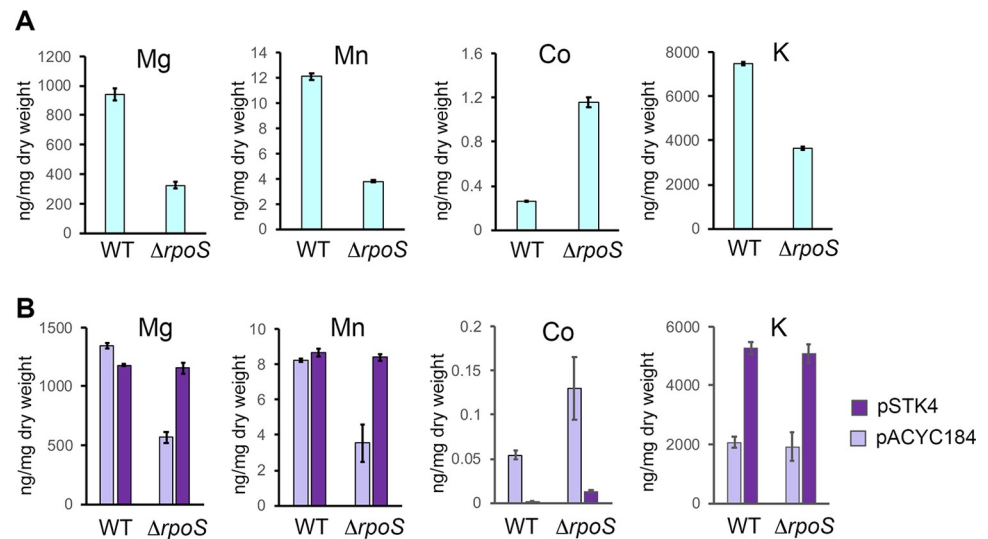 A
Mg
ng/mg dry weight
1200
1000
800
600
400
200
0
WT ΔrpoS
Mn
ng/mg dry weight
14
12
10
8
6
4
2
0
WT ΔrpoS
Co
ng/mg dry weight
1.6
1.2
0.8
0.4
0
WT ΔrpoS
K
ng/mg dry weight
8000
6000
4000
2000
0
WT ΔrpoS
B
Mg
ng/mg dry weight
1500
1000
500
0
WT ΔrpoS
Mn
ng/mg dry weight
10
8
6
4
2
0
WT ΔrpoS
Co
ng/mg dry weight
0.2
0.15
0.1
0.05
0
WT ΔrpoS
K
ng/mg dry weight
6000
4000
2000
0
WT ΔrpoS
pSTK4
pACYC184